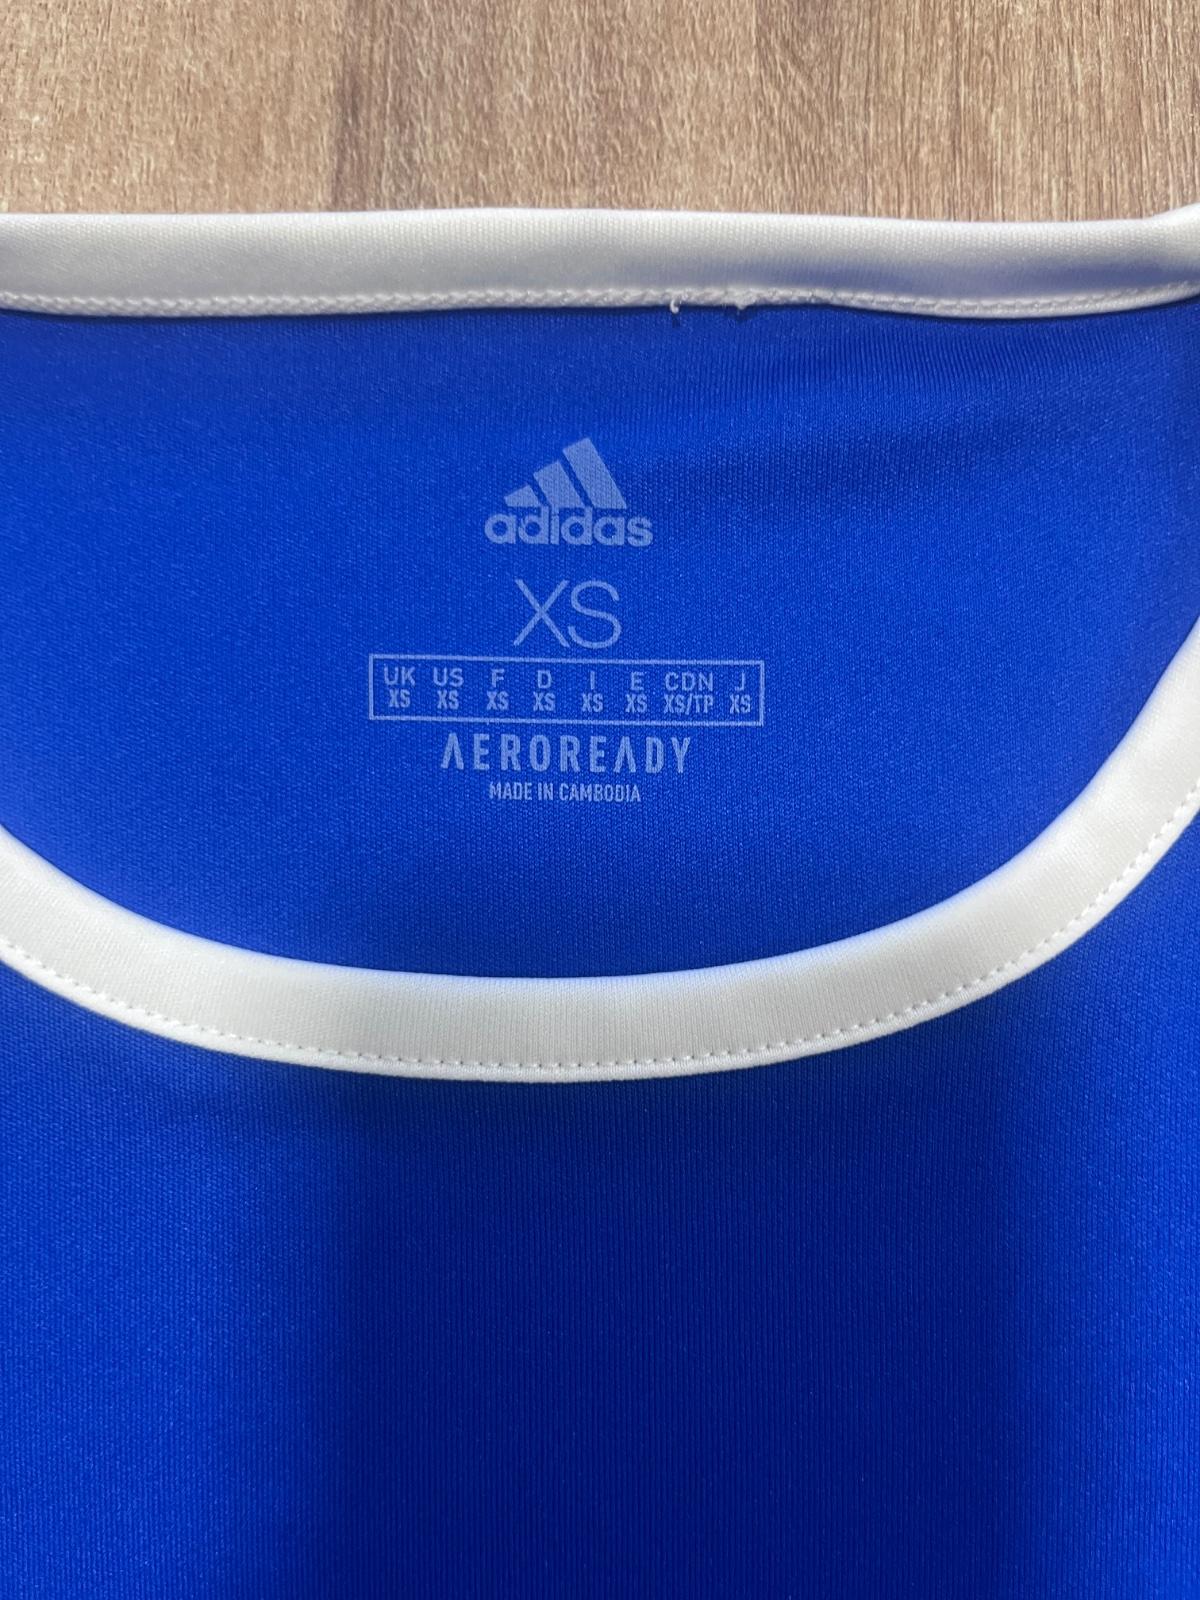 adidas
XS
UK US F D I E CDN J
XS XS XS XS XS XS XS/TP XS
AEROREADY
MADE IN CAMBODIA